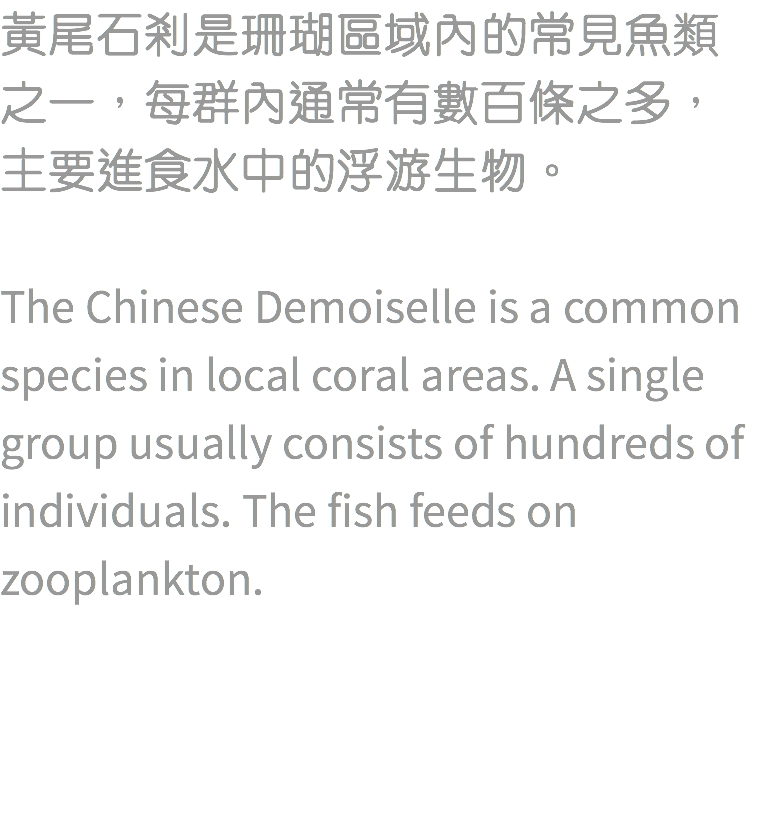 黃尾石剎是珊瑚區域內的常見魚類
之一，每群內通常有數百條之多，
主要進食水中的浮游生物。
The Chinese Demoiselle is a common
species in local coral areas. A single
group usually consists of hundreds of
individuals. The fish feeds on
zooplankton.